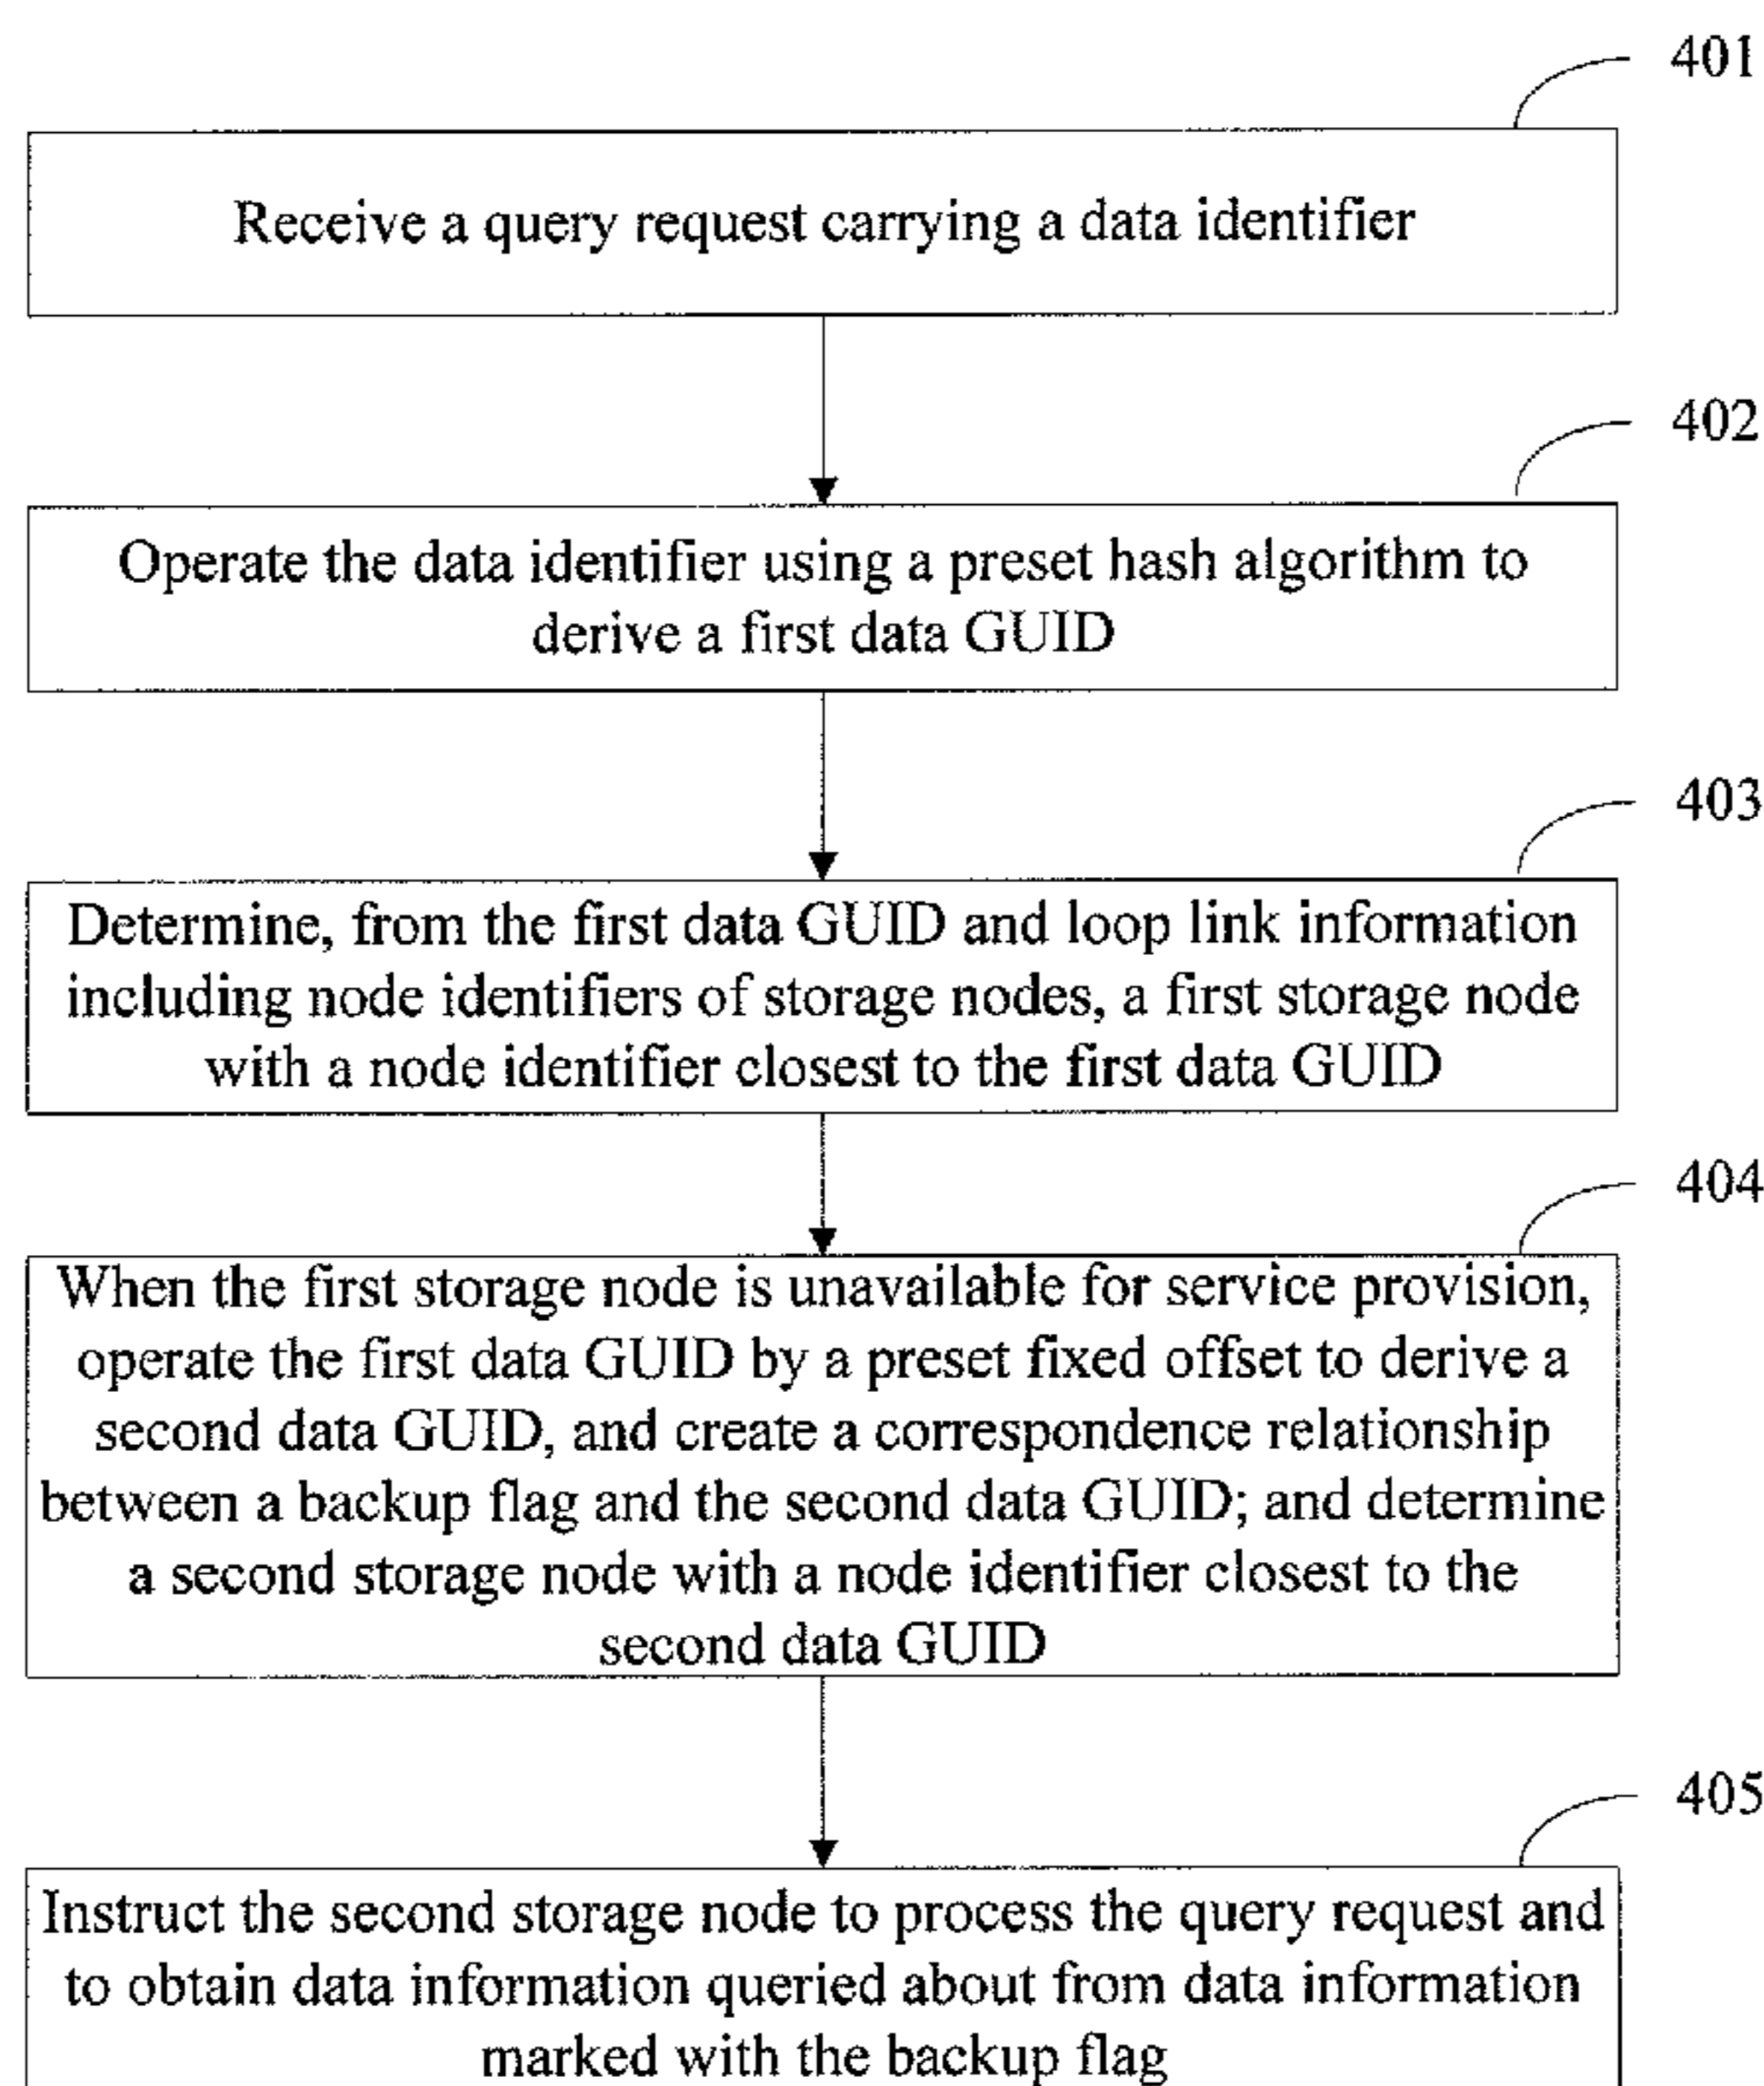 401
Receive a query request carrying a data identifier
402
Operate the data identifier using a preset hash algorithm to
derive a first data GUID
403
Determine, from the first data GUID and loop link information
including node identifiers of storage nodes, a first storage node
with a node identifier closest to the first data GUID
404
When the first storage node is unavailable for service provision,
operate the first data GUID by a preset fixed offset to derive a
second data GUID, and create a correspondence relationship
between a backup flag and the second data GUID; and determine
a second storage node with a node identifier closest to the
second data GUID
405
Instruct the second storage node to process the query request and
to obtain data information queried about from data information
marked with the backup flag